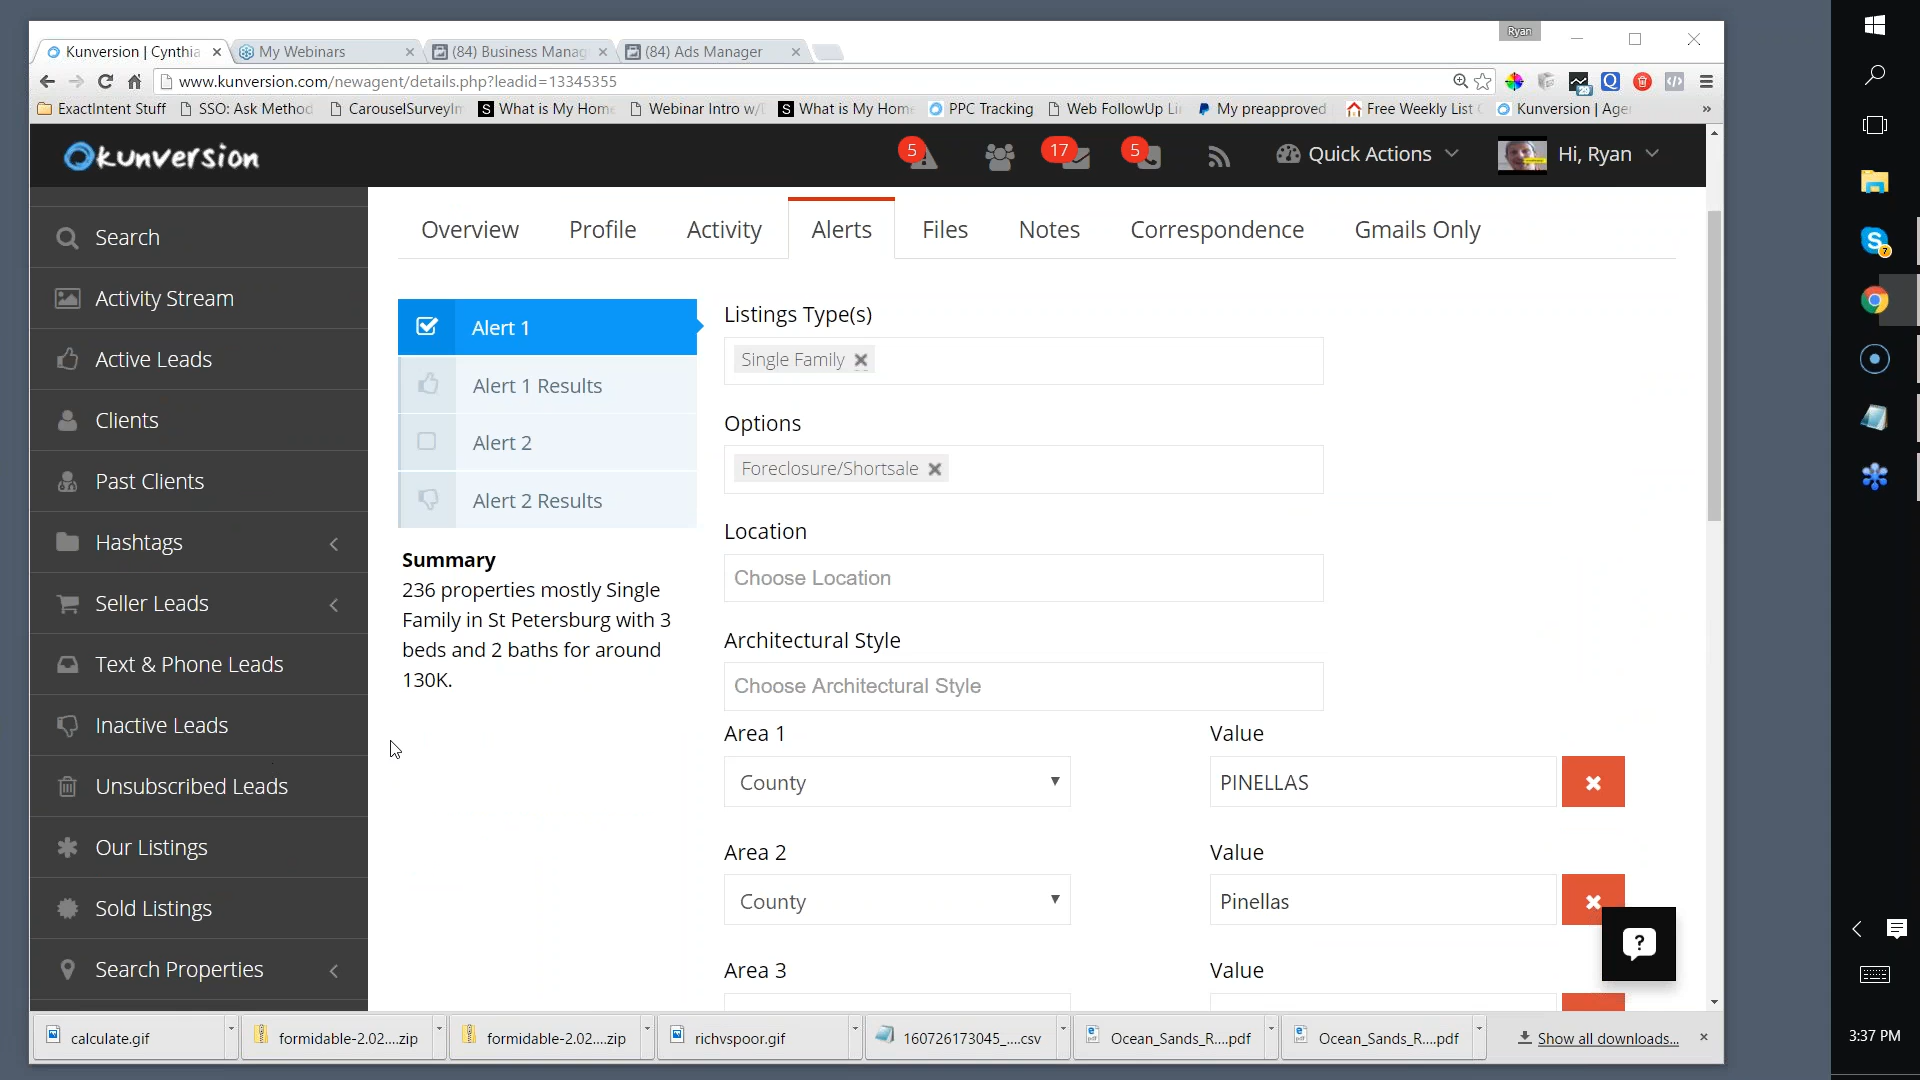 Ryan
Kunversion | Cynthia
My Webinars
(84) Business Manag
(84) Ads Manager
www.kunversion.com/newagent/details.php?leadid=13345355
ExactIntent Stuff
SSO: Ask Method
CarouselSurveyIm
What is My Home
Webinar Intro w/
What is My Home
PPC Tracking
Web FollowUp Li
My preapproved
Free Weekly List
Kunversion | Agen
»
29
kunversion
5
17
5
Quick Actions
Hi, Ryan
Overview
Profile
Activity
Alerts
Files
Notes
Correspondence
Gmails Only
Search
Activity Stream
Active Leads
Clients
Past Clients
Hashtags
Seller Leads
Text & Phone Leads
Inactive Leads
Unsubscribed Leads
Our Listings
Sold Listings
Search Properties
Alert 1
Alert 1 Results
Alert 2
Alert 2 Results
Summary
236 properties mostly Single
Family in St Petersburg with 3
beds and 2 baths for around
130K.
Listings Type(s)
Single Family
Options
Foreclosure/Shortsale
Location
Choose Location
Architectural Style
Choose Architectural Style
Area 1
Value
County
PINELLAS
Area 2
Value
County
Pinellas
Area 3
Value
calculate.gif
formidable-2.02....zip
formidable-2.02....zip
richvspoor.gif
160726173045_....csv
Ocean_Sands_R....pdf
Ocean_Sands_R....pdf
Show all downloads...
7
3:37 PM